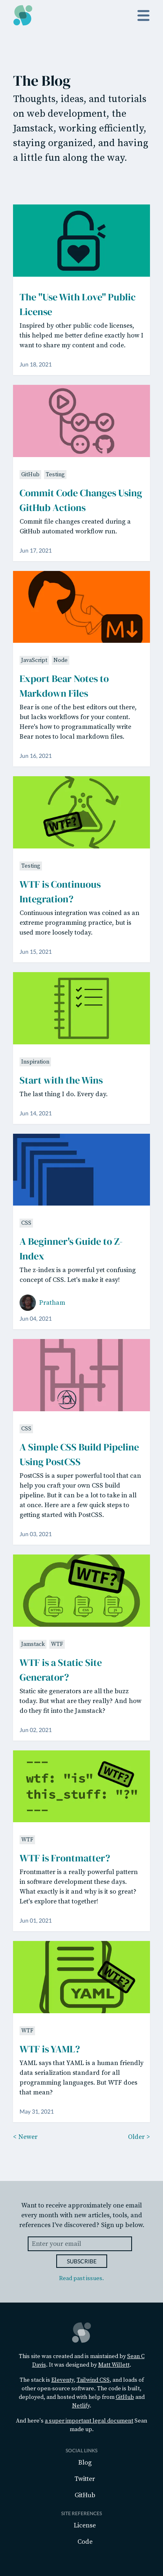 The Blog
Thoughts, ideas, and tutorials
on web development, the
Jamstack, working efficiently,
staying organized, and having
a little fun along the way.
The "Use With Love" Public
License
Inspired by other public code licenses,
this helped me better define exactly how I
want to share my content and code.
Jun 18, 2021
GitHub Testing
Commit Code Changes Using
GitHub Actions
Commit file changes created during a
GitHub automated workflow run.
Jun 17, 2021
JavaScript Node
Export Bear Notes to
Markdown Files
Bear is one of the best editors out there,
but lacks workflows for your content.
Here's how to programmatically write
Bear notes to local markdown files.
Jun 16, 2021
WTF?
Testing
WTF is Continuous
Integration?
Continuous integration was coined as an
extreme programming practice, but is
used more loosely today.
Jun 15, 2021
Inspiration
Start with the Wins
The last thing I do. Every day.
Jun 14, 2021
CSS
A Beginner's Guide to Z-
Index
The z-index is a powerful yet confusing
concept of CSS. Let's make it easy!
Pratham
Jun 04, 2021
CSS
A Simple CSS Build Pipeline
Using PostCSS
PostCSS is a super powerful tool that can
help you craft your own CSS build
pipeline. But it can be a lot to take in all
at once. Here are a few quick steps to
getting started with PostCSS.
Jun 03, 2021
WTF?
Jamstack WTF
WTF is a Static Site
Generator?
Static site generators are all the buzz
today. But what are they really? And how
do they fit into the Jamstack?
Jun 02, 2021
---
wtf: "is"
this_stuff: "?"
---
WTF?
WTF
WTF is Frontmatter?
Frontmatter is a really powerful pattern
in software development these days.
What exactly is it and why is it so great?
Let's explore that together!
Jun 01, 2021
WTF?
YAML
WTF
WTF is YAML?
YAML says that YAML is a human friendly
data serialization standard for all
programming languages. But WTF does
that mean?
May 31, 2021
< Newer Older >
Want to receive approximately one email
every month with new articles, tools, and
references I've discovered? Sign up below.
Enter your email
SUBSCRIBE
Read past issues.
This site was created and is maintained by Sean C
Davis. It was designed by Matt Willett.
The stack is Eleventy, Tailwind CSS, and loads of
other open-source software. The code is built,
deployed, and hosted with help from GitHub and
Netlify.
And here's a super important legal document Sean
made up.
SOCIAL LINKS
Blog
Twitter
GitHub
SITE REFERENCES
License
Code